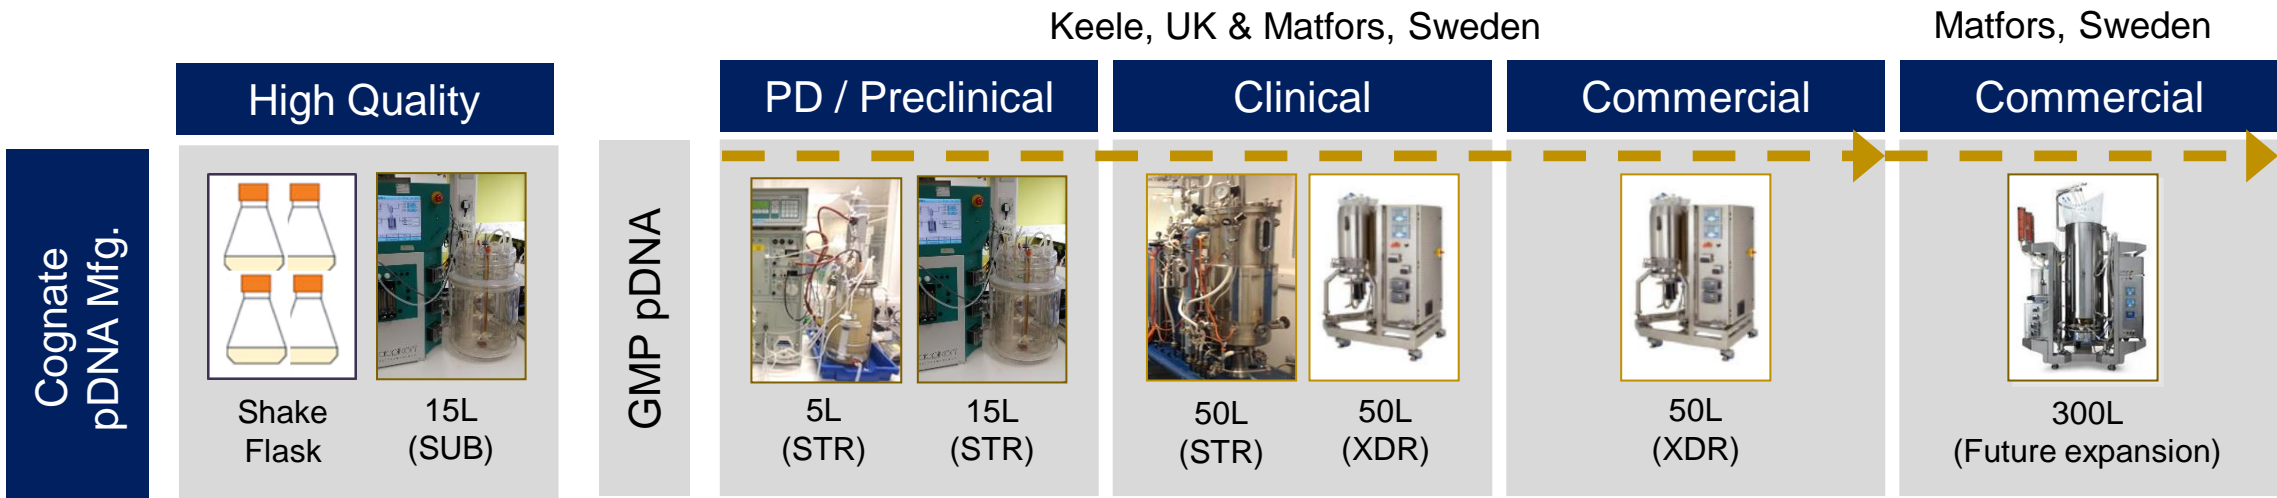 Keele, UK & Matfors, Sweden
Matfors, Sweden
High Quality
PD / Preclinical
Clinical
Commercial
Commercial
Cognate
pDNA Mfg.
GMP pDNA
Shake
Flask
15L
(SUB)
5L
(STR)
15L
(STR)
50L
(STR)
50L
(XDR)
50L
(XDR)
300L
(Future expansion)